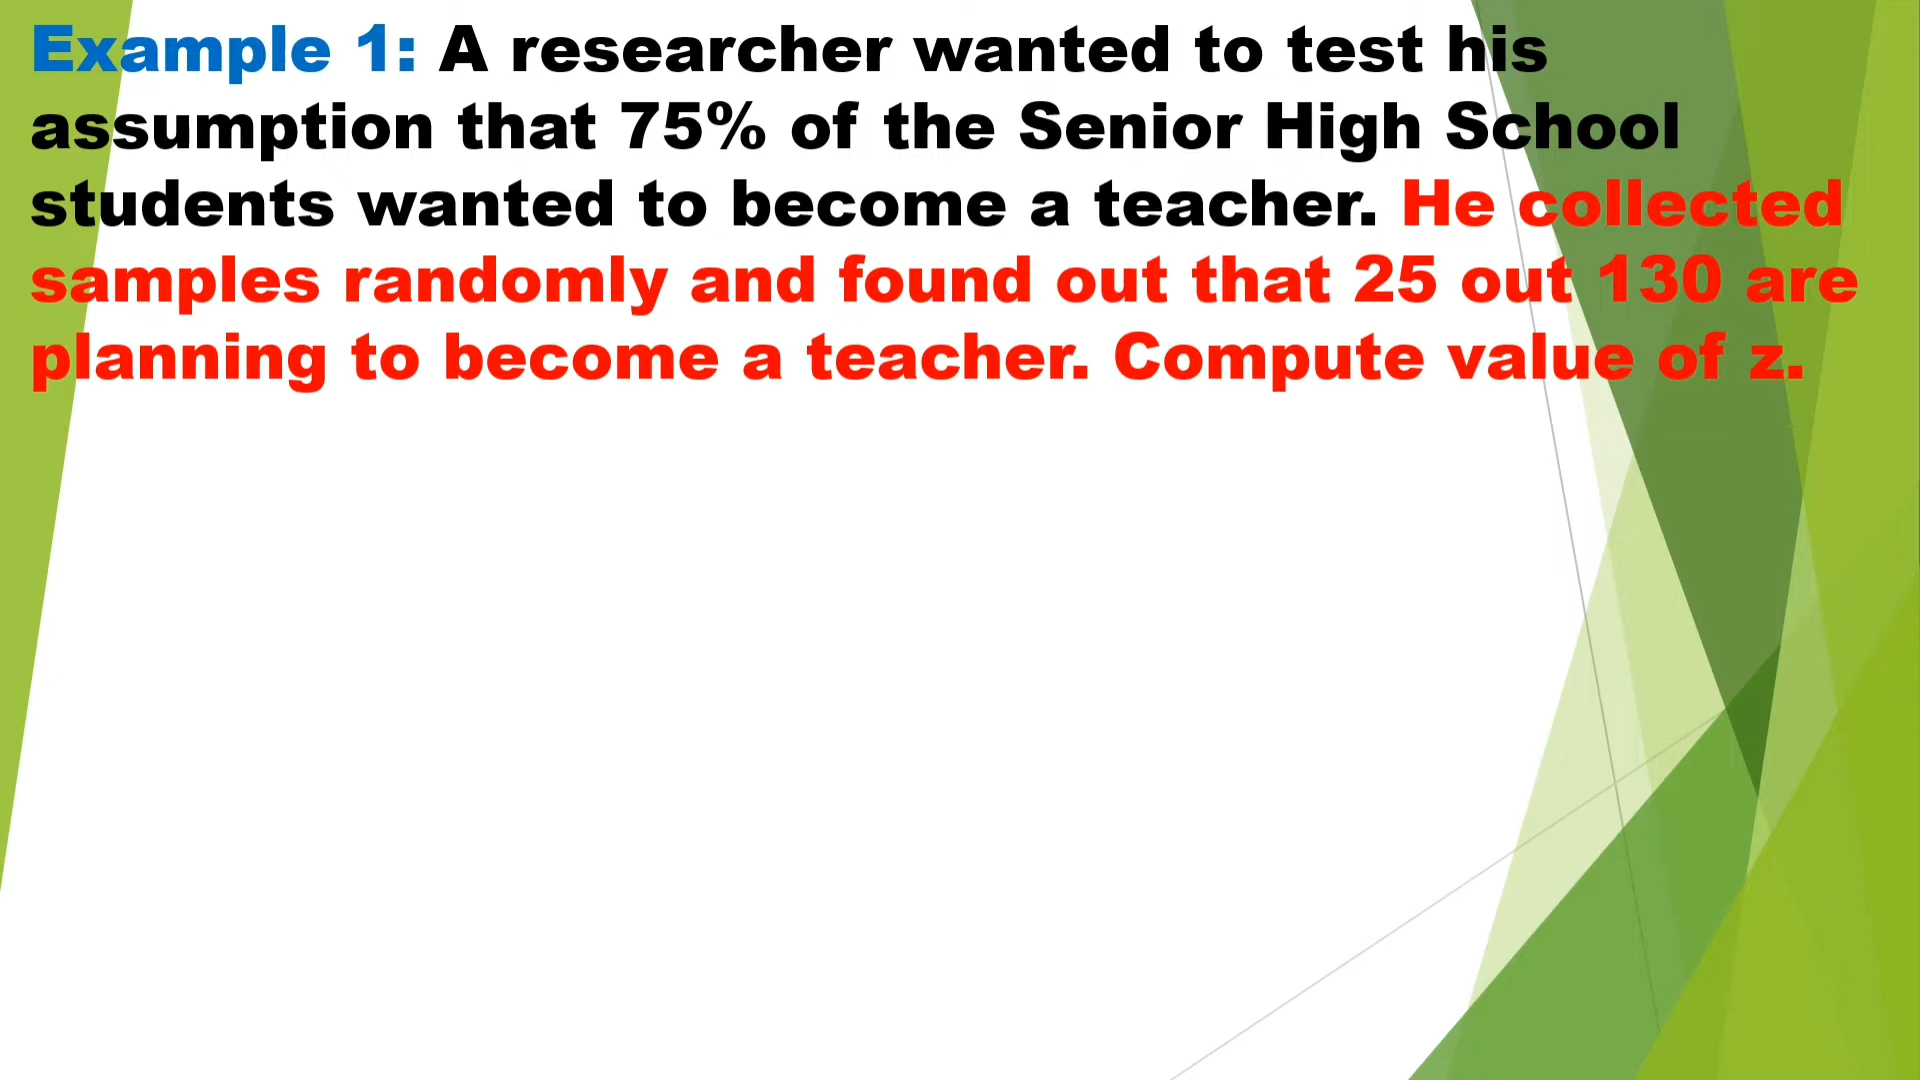 Example 1: A researcher wanted to test his
assumption that 75% of the Senior High School
students wanted to become a teacher. He collected
samples randomly and found out that 25 out 130 are
planning to become a teacher. Compute value of z.